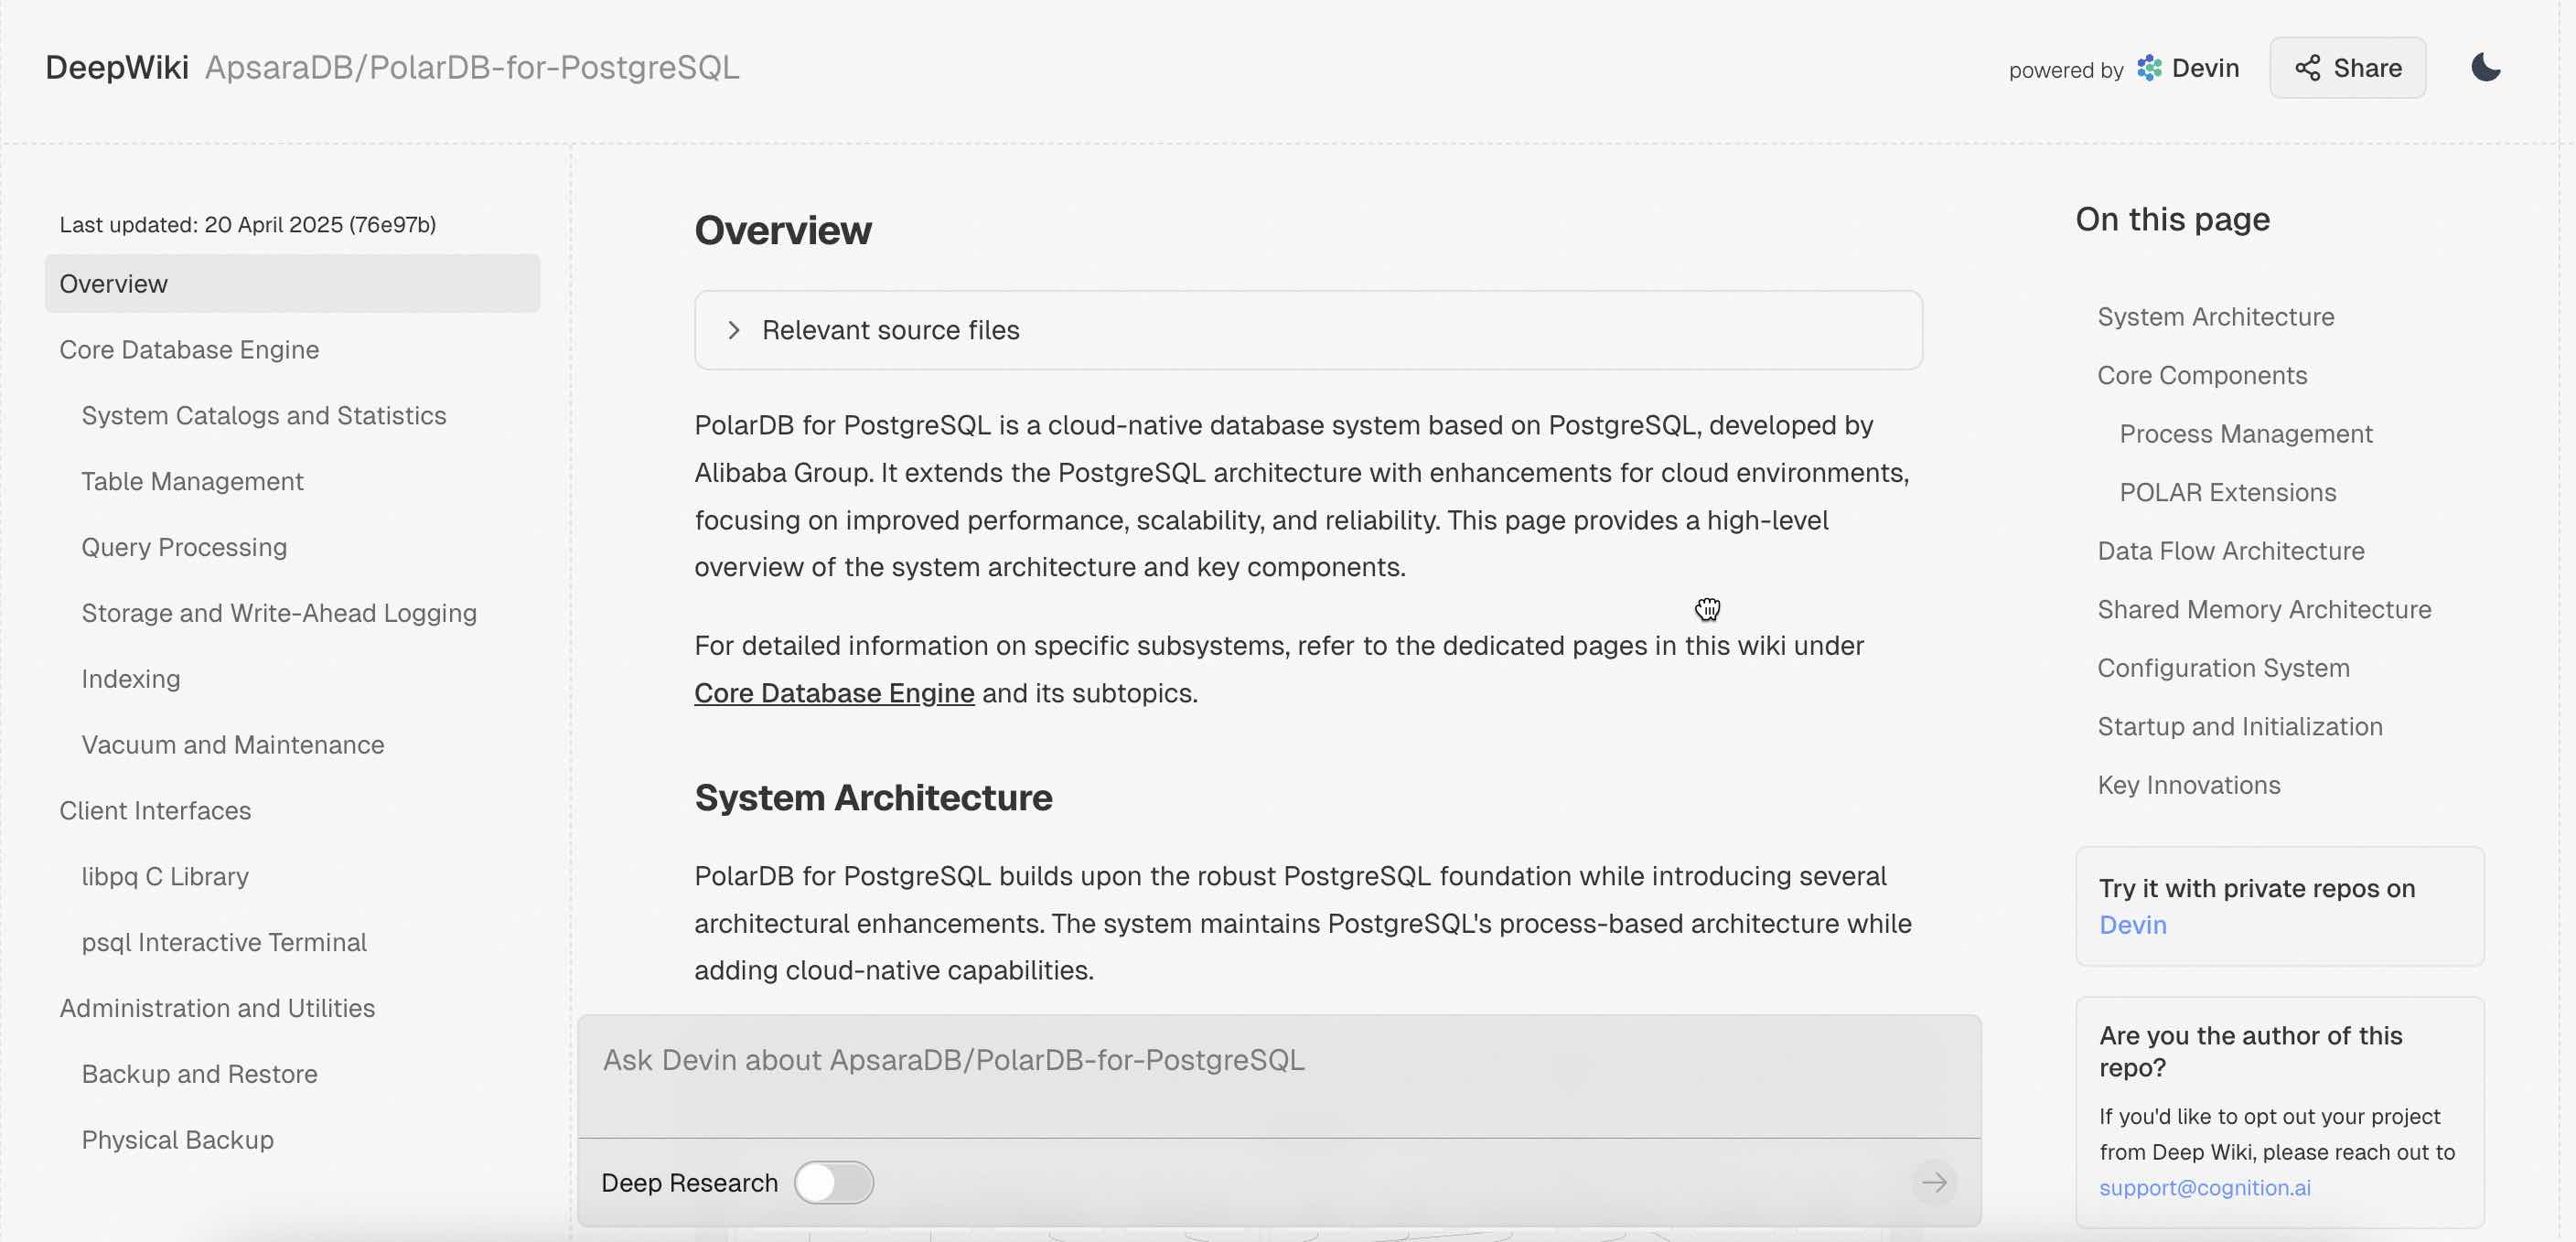 DeepWiki ApsaraDB/PolarDB-for-PostgreSQL
powered by Devin
Share
Last updated: 20 April 2025 (76e97b)
Overview
Core Database Engine
System Catalogs and Statistics
Table Management
Query Processing
Storage and Write-Ahead Logging
Indexing
Vacuum and Maintenance
Client Interfaces
libpq C Library
psql Interactive Terminal
Administration and Utilities
Backup and Restore
Physical Backup
Overview
Relevant source files
PolarDB for PostgreSQL is a cloud-native database system based on PostgreSQL, developed by
Alibaba Group. It extends the PostgreSQL architecture with enhancements for cloud environments,
focusing on improved performance, scalability, and reliability. This page provides a high-level
overview of the system architecture and key components.
For detailed information on specific subsystems, refer to the dedicated pages in this wiki under
Core Database Engine and its subtopics.
System Architecture
PolarDB for PostgreSQL builds upon the robust PostgreSQL foundation while introducing several
architectural enhancements. The system maintains PostgreSQL's process-based architecture while
adding cloud-native capabilities.
Ask Devin about ApsaraDB/PolarDB-for-PostgreSQL
Deep Research
On this page
System Architecture
Core Components
Process Management
POLAR Extensions
Data Flow Architecture
Shared Memory Architecture
Configuration System
Startup and Initialization
Key Innovations
Try it with private repos on
Devin
Are you the author of this
repo?
If you'd like to opt out your project
from Deep Wiki, please reach out to
support@cognition.ai